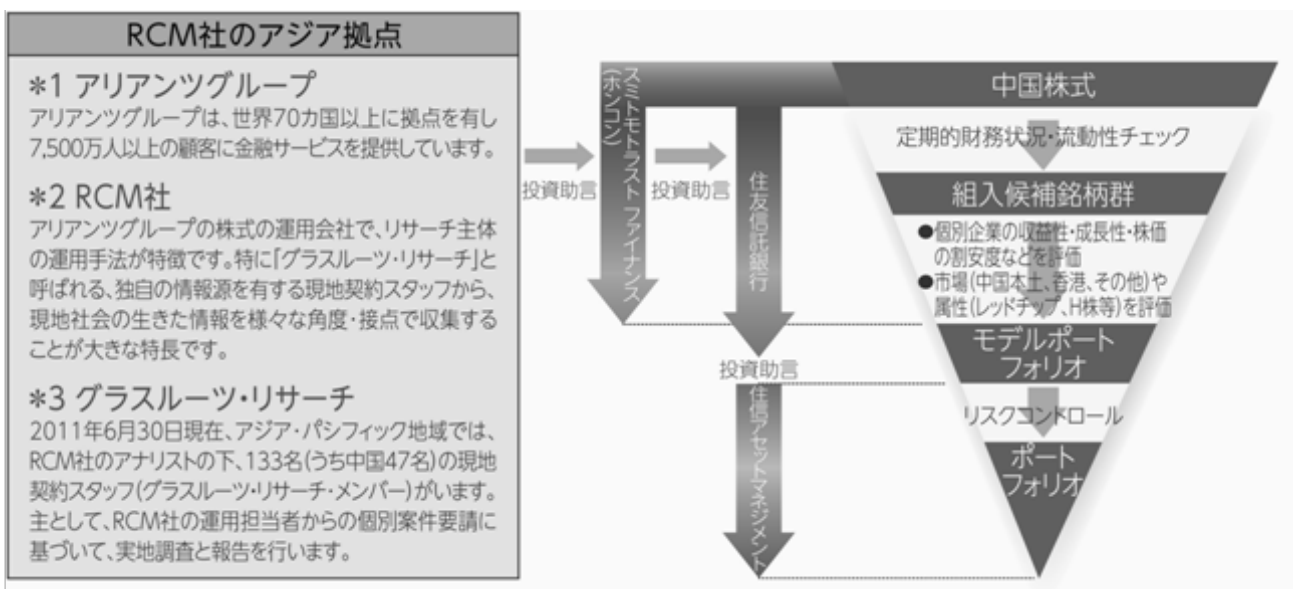 RCM社のアジア拠点
*1 アリアンツグループ
アリアンツグループは、世界70カ国以上に拠点を有し
7,500万人以上の顧客に金融サービスを提供しています。
*2 RCM社
アリアンツグループの株式の運用会社で、リサーチ主体
の運用手法が特徴です。特に「グラスルーツ・リサーチ」と
呼ばれる、独自の情報源を有する現地契約スタッフから、
現地社会の生きた情報を様々な角度・接点で収集する
ことが大きな特長です。
*3 グラスルーツ・リサーチ
2011年6月30日現在、アジア・パシフィック地域では、
RCM社のアナリストの下、133名(うち中国47名)の現地
契約スタッフ(グラスルーツ・リサーチ・メンバー)がいます。
主として、RCM社の運用担当者からの個別案件要請に
基づいて、実地調査と報告を行います。
投資助言
スミトモトラスト ファイナンス
(ホンコン)
投資助言
住友信託銀行
投資助言
住信アセットマネジメント
中国株式
定期的財務状況・流動性チェック
組入候補銘柄群
●個別企業の収益性・成長性・株価
の割安度などを評価
●市場(中国本土、香港、その他)や
属性(レッドチップ、H株等)を評価
モデルポート
フォリオ
リスクコントロール
ポート
フォリオ